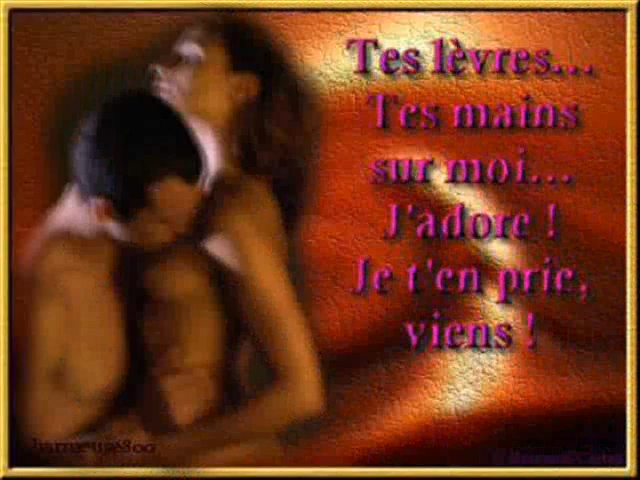 Tes lèvres...
Tes mains
sur moi...
J'adore !
Je t'en prie,
viens !